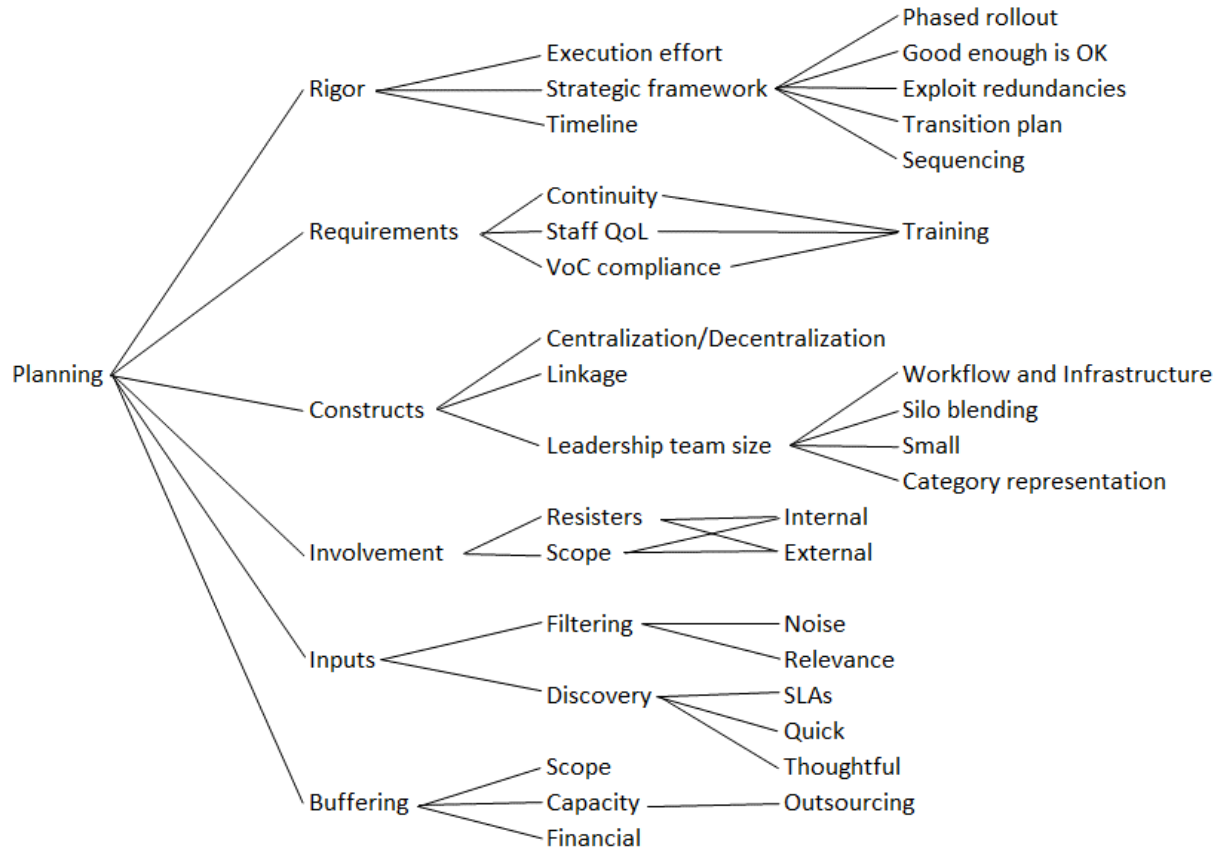 Planning
Rigor
Execution effort
Strategic framework
Timeline
Phased rollout
Good enough is OK
Exploit redundancies
Transition plan
Sequencing
Requirements
Continuity
Staff QoL
VoC compliance
Training
Constructs
Centralization/Decentralization
Linkage
Leadership team size
Workflow and Infrastructure
Silo blending
Small
Category representation
Involvement
Resisters
Scope
Internal
External
Inputs
Filtering
Noise
Relevance
Discovery
SLAs
Quick
Thoughtful
Buffering
Scope
Capacity
Financial
Outsourcing